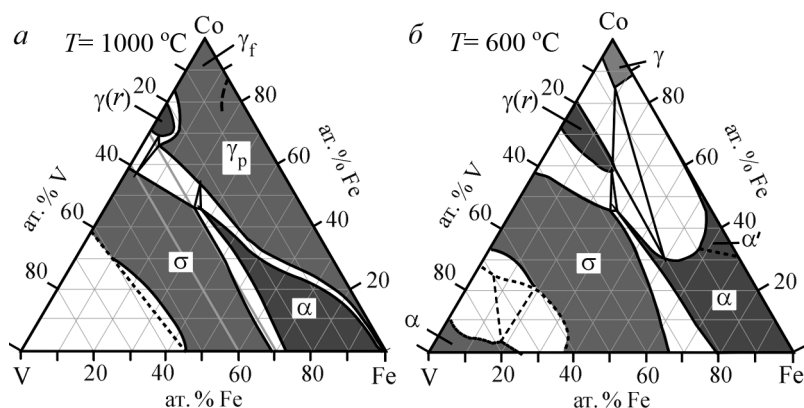 а T= 1000 °C
Co
γf
20
80
γ(r)
γp
40
60
ат. % V
ат. % Fe
60
40
σ
80
20
α
V
20
40
60
80
Fe
ат. % Fe
б T= 600 °C
Co
γ
20
80
γ(r)
40
60
ат. % V
ат. % Fe
60
40
α′
σ
80
20
α
α
V
20
40
60
80
Fe
ат. % Fe